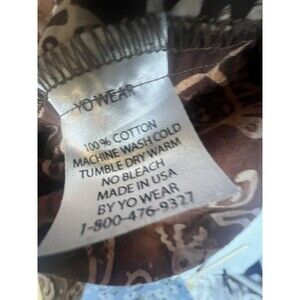 YO WEAR
100% COTTON
MACHINE WASH COLD
TUMBLE DRY WARM
NO BLEACH
MADE IN USA
BY YO WEAR
1-800-476-9327